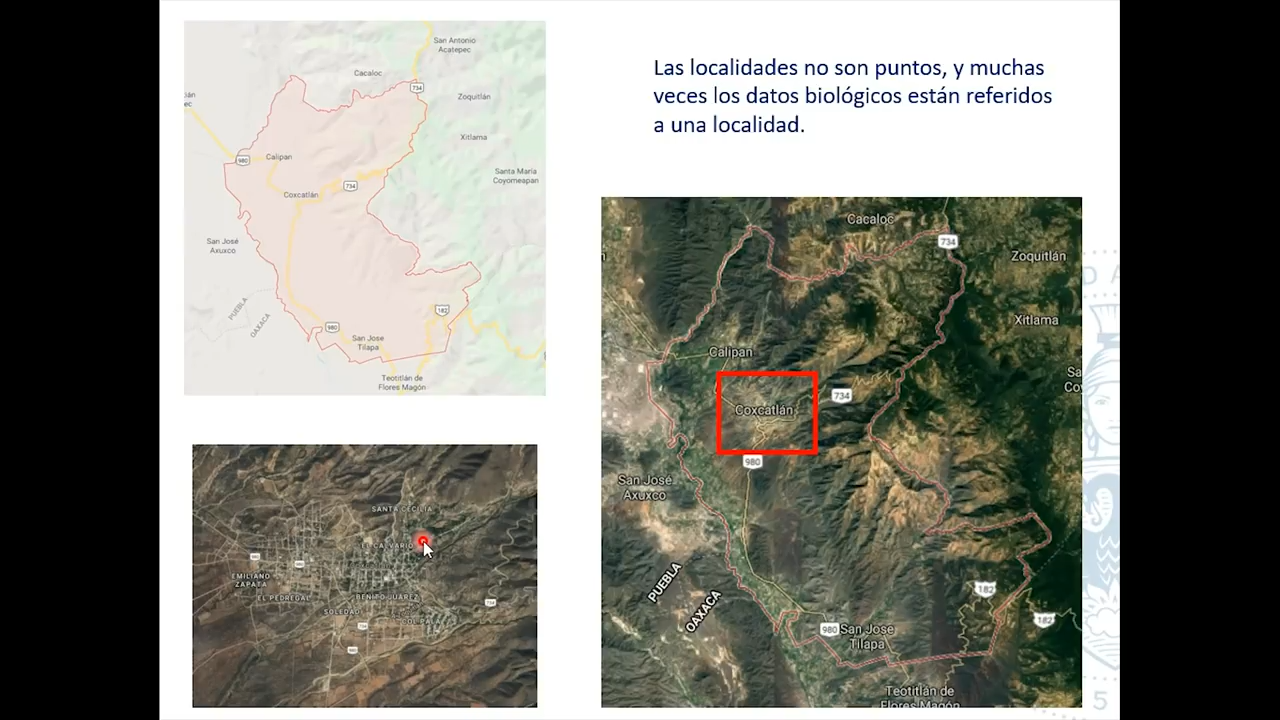 San Antonio
Acatepec
Cacaloc
734
Zoquitlán
Xitlama
980
Calipan
Santa María
Coyomeapan
734
Coxcatlán
San José
Axuxco
PUEBLA
OAXACA
182
980
San Jose
Tilapa
Teotitlán de
Flores Magón
Las localidades no son puntos, y muchas
veces los datos biológicos están referidos
a una localidad.
SANTA CECILIA
EL CALVARIO
EMILIANO
ZAPATA
EL PEDREGAL
BENITO JUÁREZ
SOLEDAD
734
980
Cacaloc
734
Zoquitlán
Xitlama
Calipan
734
Coxcatlán
980
San José
Axuxco
PUEBLA
OAXACA
182
182
980
San Jose
Tilapa
Teotitlán de
Flores Magón
D A
5